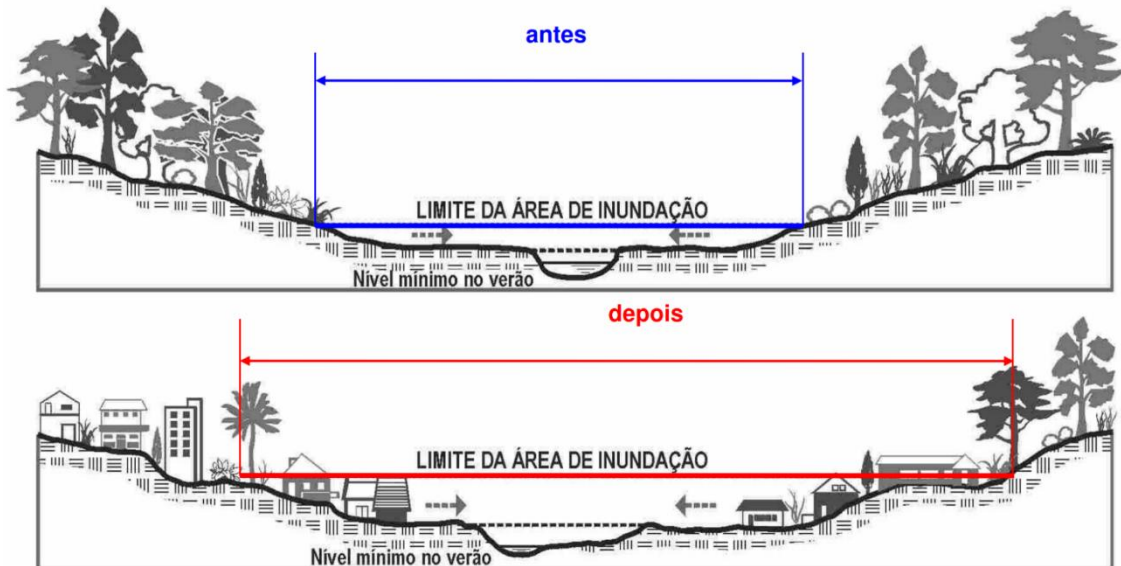 antes
LIMITE DA ÁREA DE INUNDAÇÃO
Nível mínimo no verão
depois
LIMITE DA ÁREA DE INUNDAÇÃO
Nível mínimo no verão